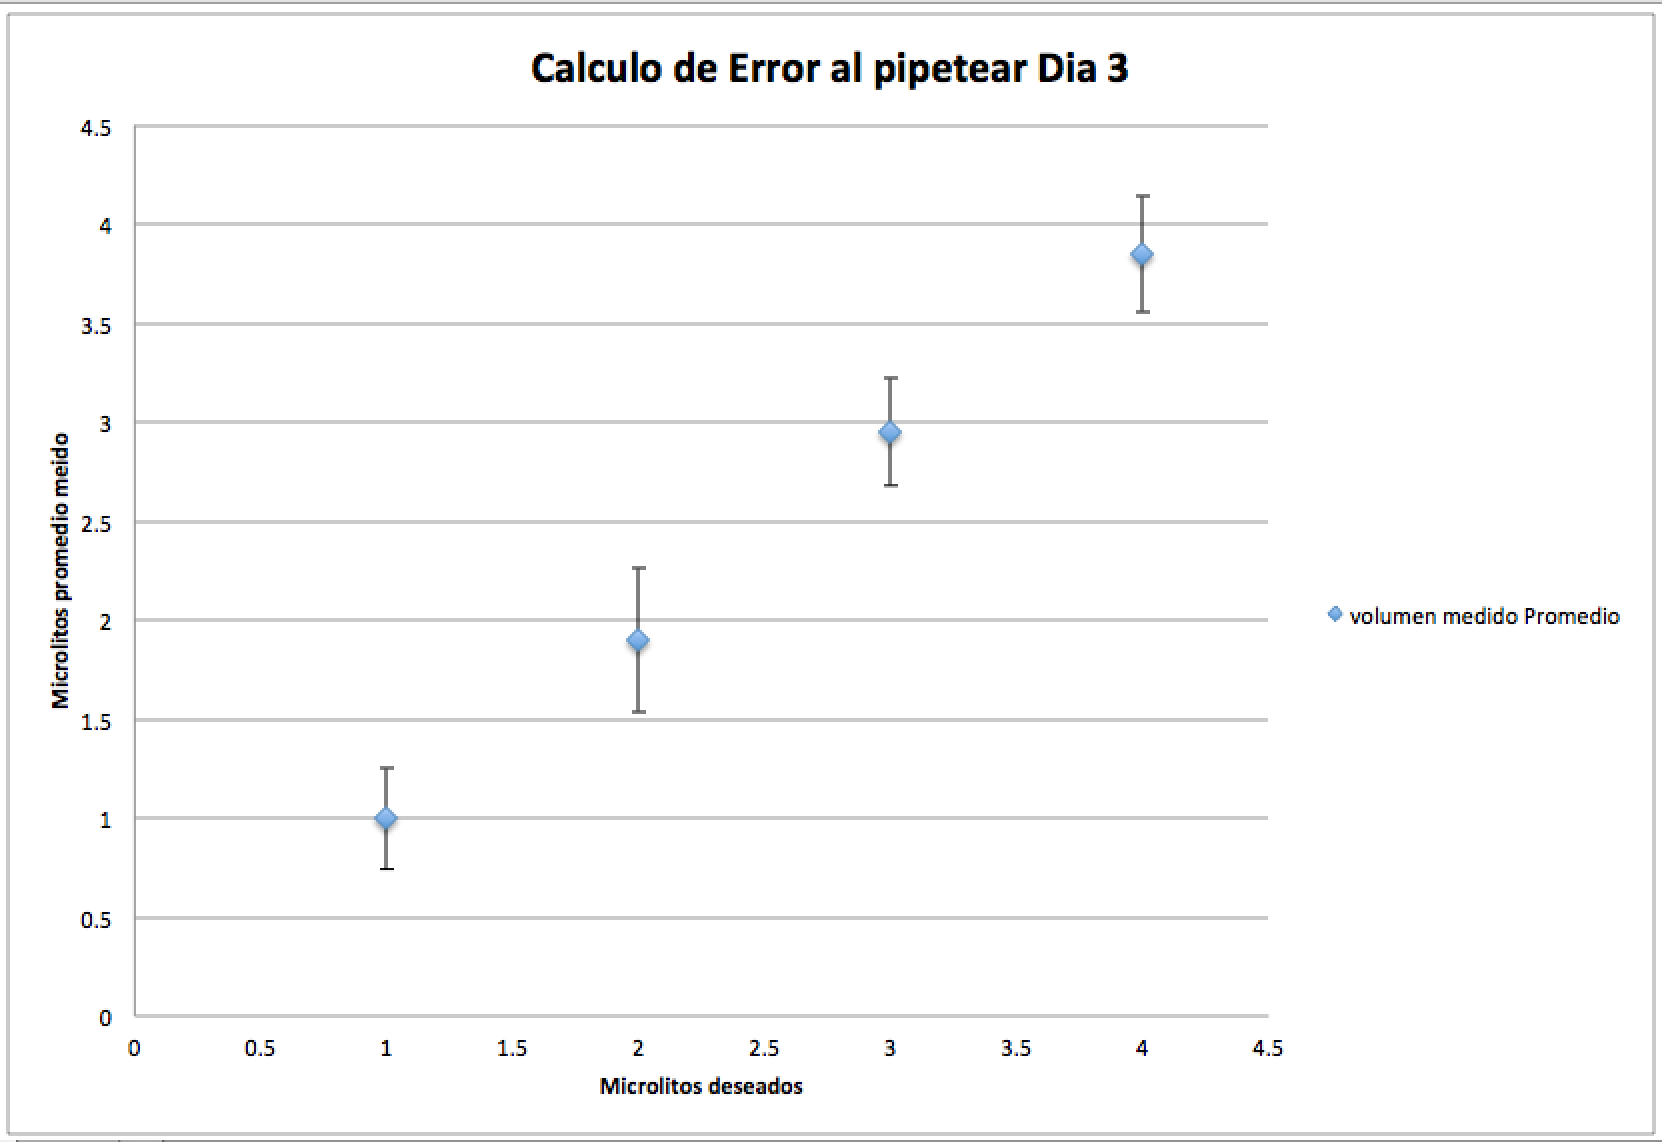 Calculo de Error al pipetear Dia 3
4.5
4
3.5
3
2.5
2
1.5
1
0.5
0
Microlitos promedio meido
0 0.5 1 1.5 2 2.5 3 3.5 4 4.5
Microlitos deseados
volumen medido Promedio